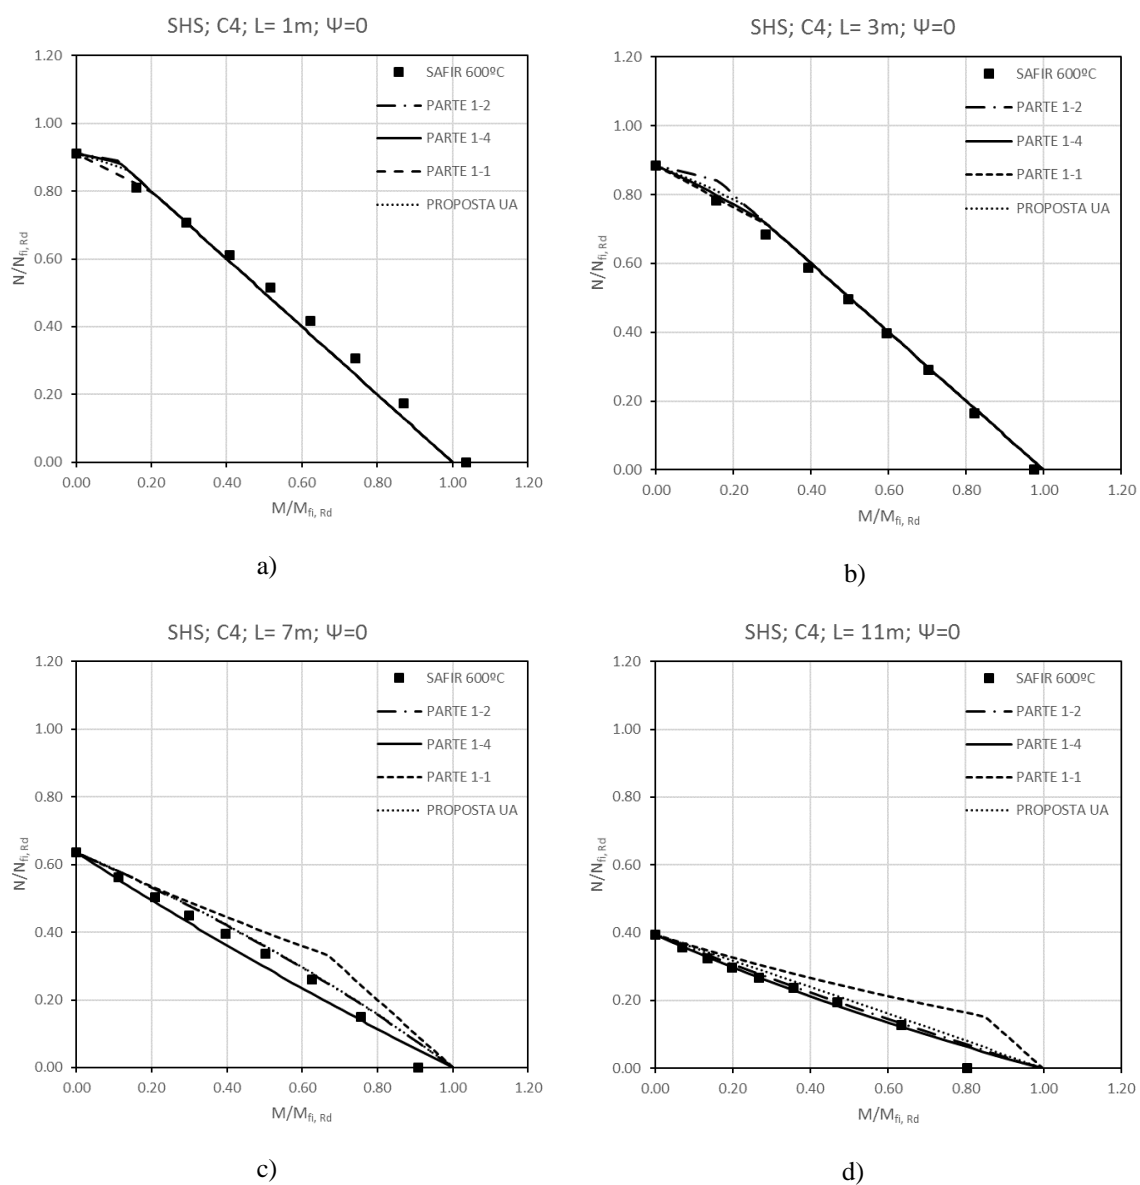 SHS; C4; L= 1m; Ψ=0
1.20
1.00
0.80
0.60
0.40
0.20
0.00
N/Nfi, Rd
0.00 0.20 0.40 0.60 0.80 1.00 1.20
M/Mfi, Rd
SAFIR 600ºC
PARTE 1-2
PARTE 1-4
PARTE 1-1
PROPOSTA UA
a)
SHS; C4; L= 3m; Ψ=0
1.20
1.00
0.80
0.60
0.40
0.20
0.00
N/Nfi, Rd
0.00 0.20 0.40 0.60 0.80 1.00 1.20
M/Mfi, Rd
SAFIR 600ºC
PARTE 1-2
PARTE 1-4
PARTE 1-1
PROPOSTA UA
b)
SHS; C4; L= 7m; Ψ=0
1.20
1.00
0.80
0.60
0.40
0.20
0.00
N/Nfi, Rd
0.00 0.20 0.40 0.60 0.80 1.00 1.20
M/Mfi, Rd
SAFIR 600ºC
PARTE 1-2
PARTE 1-4
PARTE 1-1
PROPOSTA UA
c)
SHS; C4; L= 11m; Ψ=0
1.20
1.00
0.80
0.60
0.40
0.20
0.00
N/Nfi, Rd
0.00 0.20 0.40 0.60 0.80 1.00 1.20
M/Mfi, Rd
SAFIR 600ºC
PARTE 1-2
PARTE 1-4
PARTE 1-1
PROPOSTA UA
d)